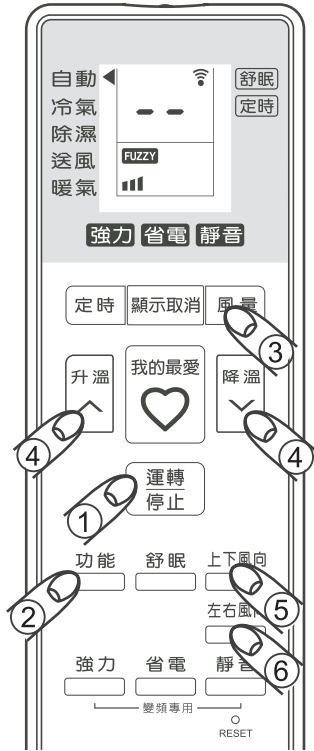 自動
冷氣
除濕
送風
暖氣
舒眠
定時
– –
FUZZY
強力 省電 靜音
定時 顯示取消 風量
③
升溫 我的最愛 降溫
④ ④
運轉
停止
①
功能 舒眠 上下風向
② ⑤
左右風向
⑥
強力 省電 靜音
變頻專用
RESET